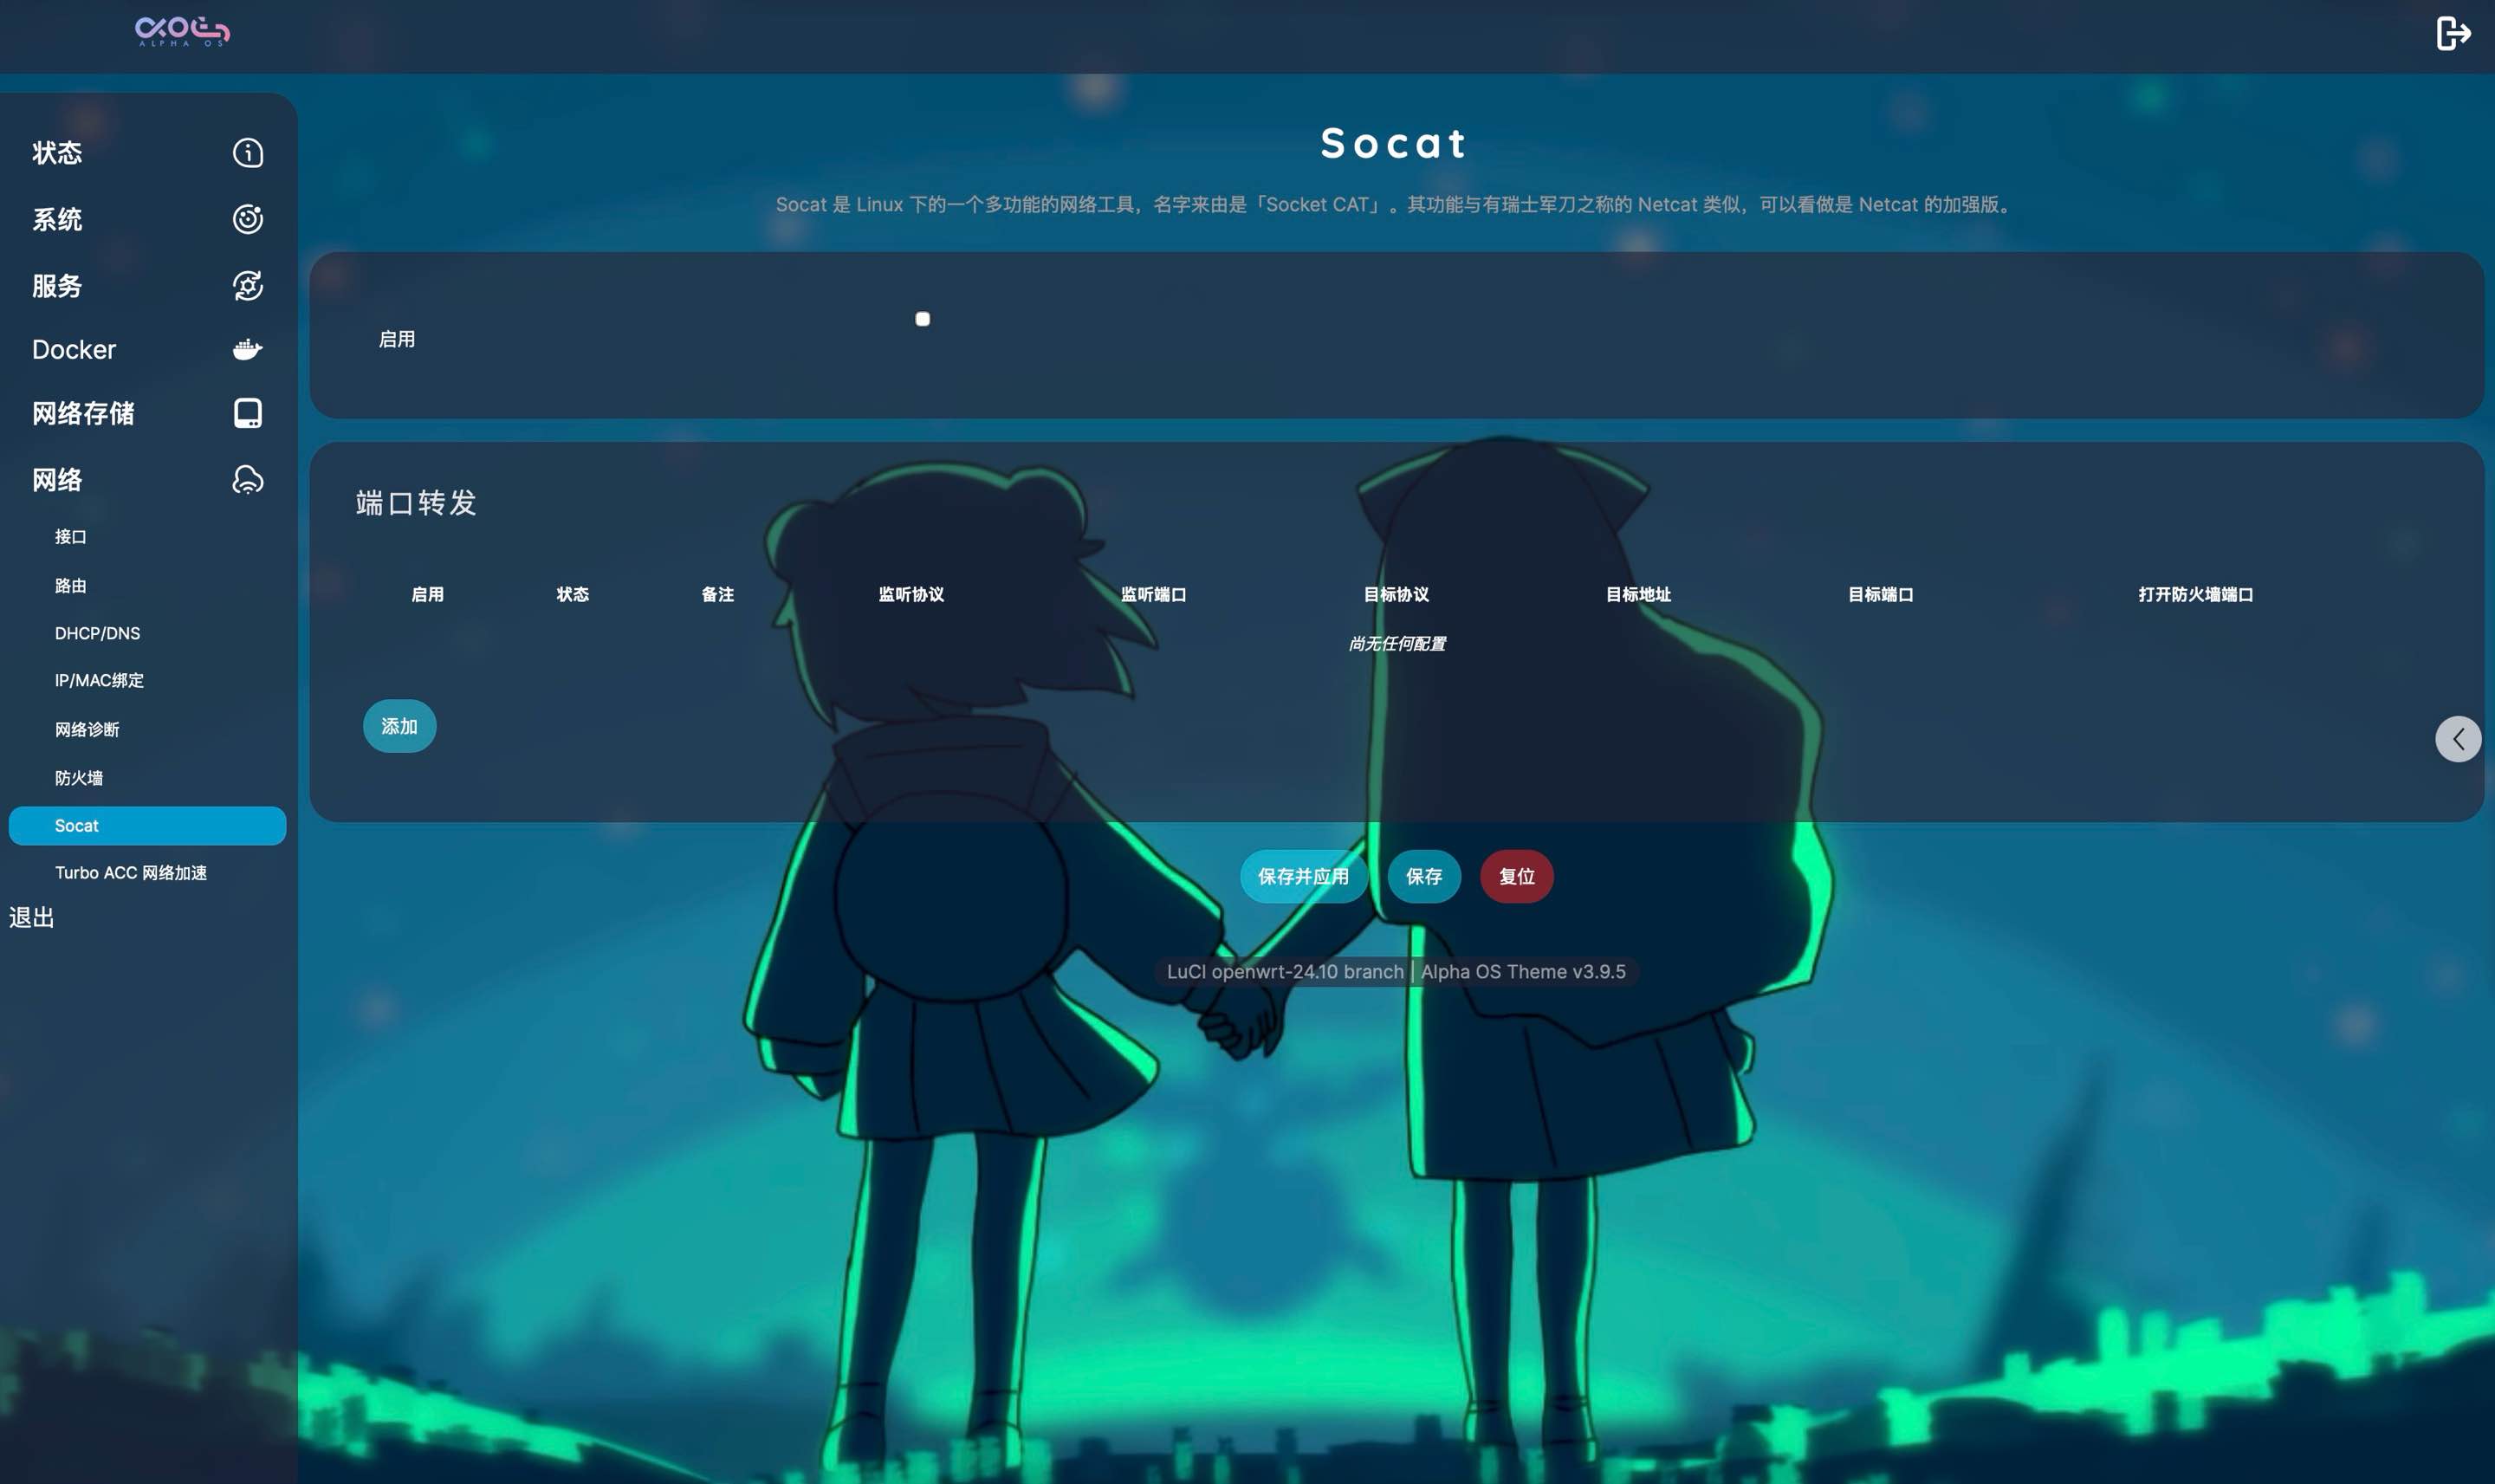 ALPHA OS
状态
系统
服务
Docker
网络存储
网络
接口
路由
DHCP/DNS
IP/MAC绑定
网络诊断
防火墙
Socat
Turbo ACC 网络加速
退出
Socat
Socat 是 Linux 下的一个多功能的网络工具，名字来由是「Socket CAT」。其功能与有瑞士军刀之称的 Netcat 类似，可以看做是 Netcat 的加强版。
启用
端口转发
启用 状态 备注 监听协议 监听端口 目标协议 目标地址 目标端口 打开防火墙端口
尚无任何配置
添加
保存并应用 保存 复位
LuCI openwrt-24.10 branch | Alpha OS Theme v3.9.5